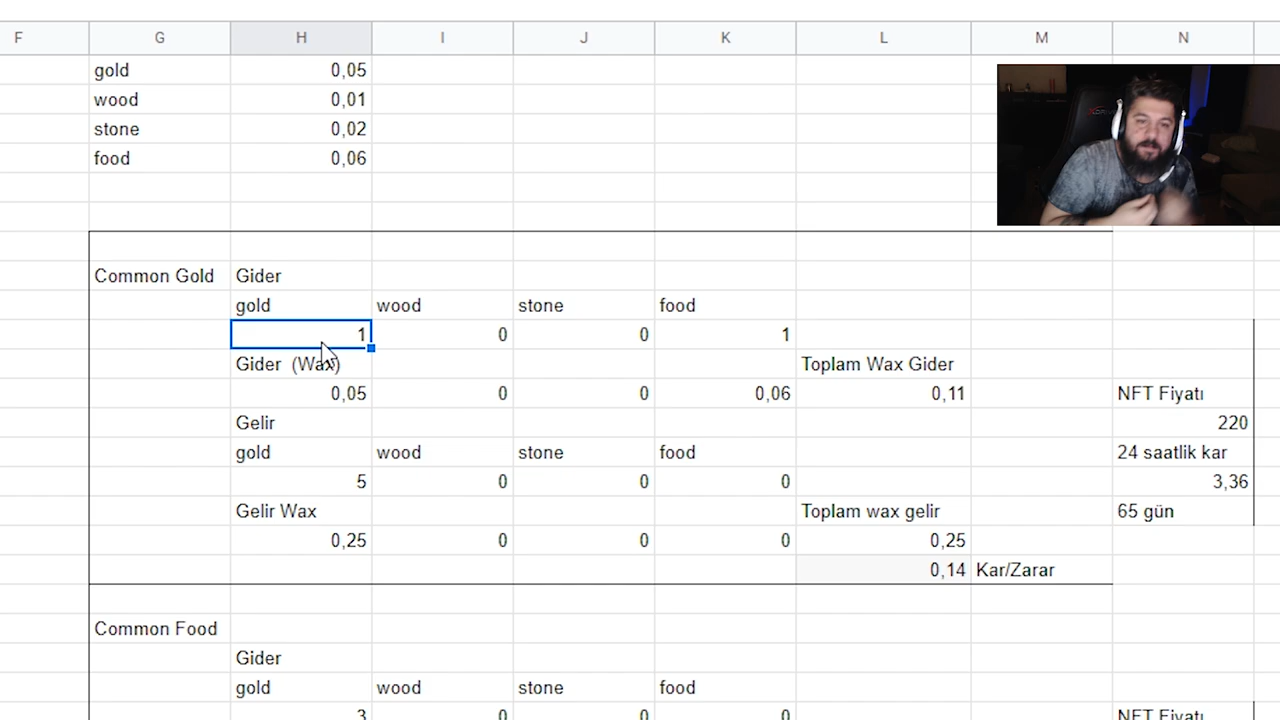 F G H I J K L M N
gold 0,05
wood 0,01
stone 0,02
food 0,06
Common Gold Gider
gold wood stone food
1 0 0 1
Gider (Wax) Toplam Wax Gider
0,05 0 0 0,06 0,11 NFT Fiyatı
Gelir 220
gold wood stone food 24 saatlik kar
5 0 0 0 3,36
Gelir Wax Toplam wax gelir 65 gün
0,25 0 0 0 0,25
0,14 Kar/Zarar
Common Food
Gider
gold wood stone food
3 0 0 0 NFT Fiyatı